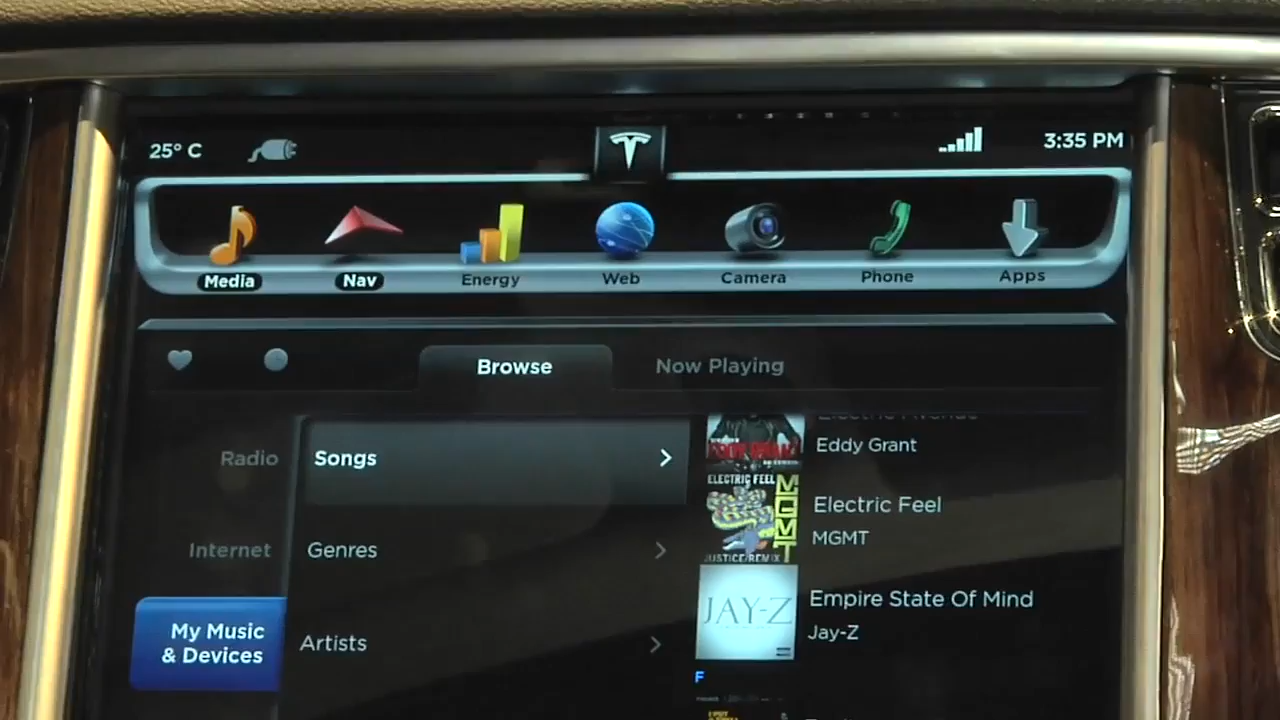 25° C
3:35 PM
Media
Nav
Energy
Web
Camera
Phone
Apps
Browse
Now Playing
Radio
Internet
My Music
& Devices
Songs
Genres
Artists
Electric Avenue
Eddy Grant
ELECTRIC FEEL
MGMT
JUSTICE REMIX
Electric Feel
MGMT
JAY-Z
Empire State Of Mind
Jay-Z
F